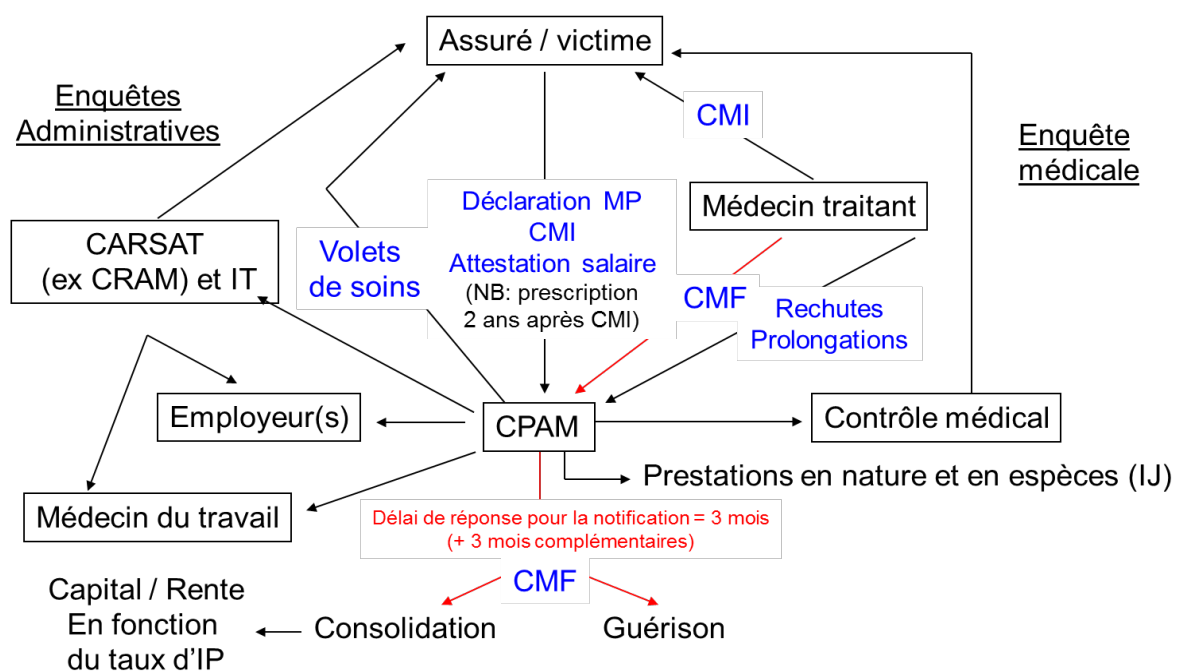 Assuré / victime
Enquêtes
Administratives
CMI
Enquête
médicale
Déclaration MP
CMI
Attestation salaire
(NB: prescription
2 ans après CMI)
Médecin traitant
CARSAT
(ex CRAM) et IT
Volets
de soins
CMF
Rechutes
Prolongations
Employeur(s)
CPAM
Contrôle médical
Prestations en nature et en espèces (IJ)
Médecin du travail
Délai de réponse pour la notification = 3 mois
(+ 3 mois complémentaires)
CMF
Capital / Rente
En fonction
du taux d'IP
Consolidation
Guérison